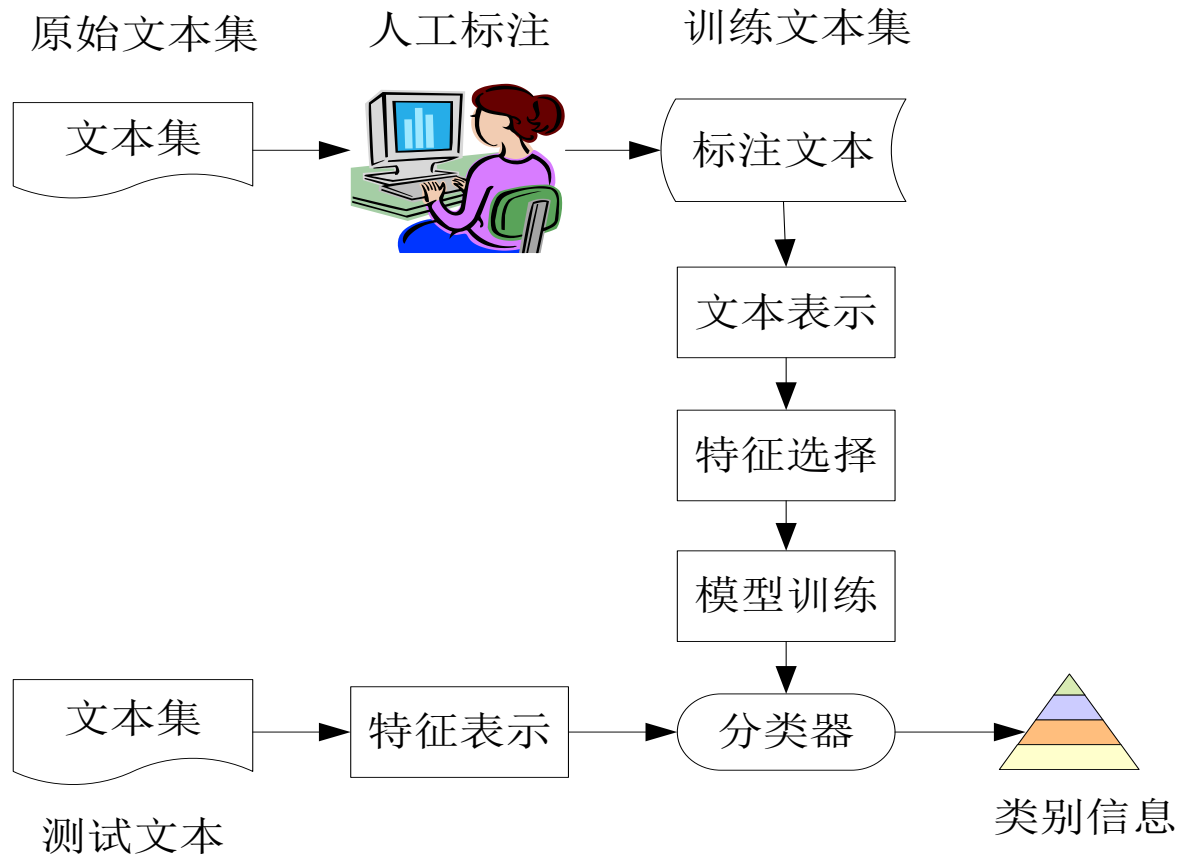 原始文本集
人工标注
训练文本集
文本集
标注文本
文本表示
特征选择
模型训练
文本集
特征表示
分类器
类别信息
测试文本